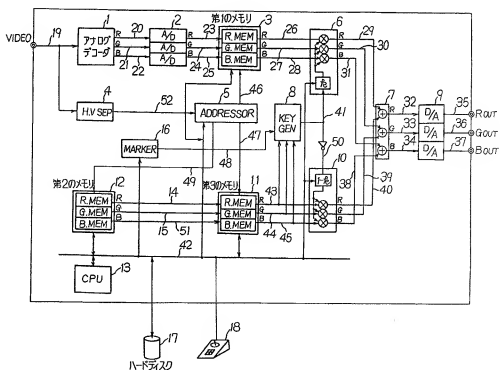 VIDEO
19
1
アナログ
デコーダ
R
G
B
20
21
22
2
A/D
A/D
A/D
R
G
B
23
24
25
第1のメモリ
3
R.MEM
G.MEM
B.MEM
R
G
B
26
27
28
6
29
30
31
R
G
B
4
H.V SEP
52
5
ADDRESSOR
46
47
8
KEY
GEN
41
50
7
R
G
B
32
33
34
9
D/A
D/A
D/A
35
36
37
ROUT
GOUT
BOUT
16
MARKER
48
49
10
38
39
40
第2のメモリ
12
R.MEM
G.MEM
B.MEM
R
G
B
14
15
51
第3のメモリ
11
R.MEM
G.MEM
B.MEM
R
G
B
43
44
45
R
G
B
42
CPU
13
17
ハードディスク
18